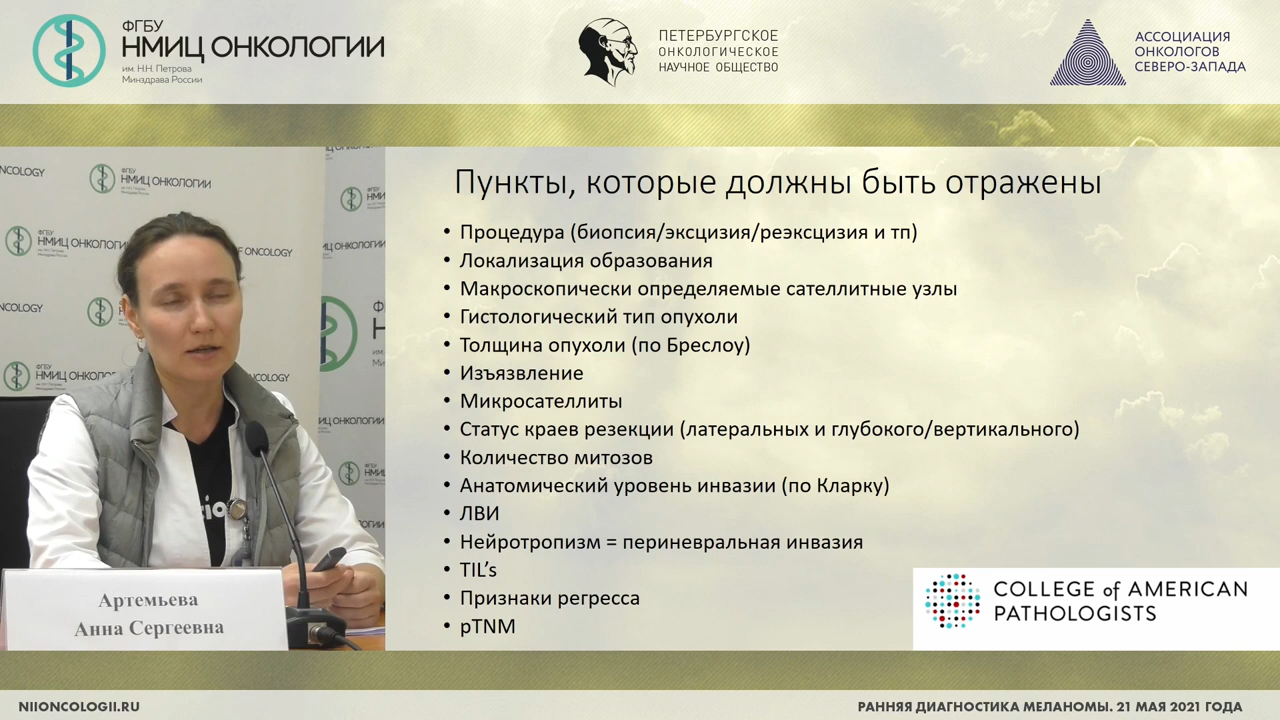 ФГБУ
НМИЦ ОНКОЛОГИИ
им. Н.Н. Петрова
Минздрава России
ПЕТЕРБУРГСКОЕ
ОНКОЛОГИЧЕСКОЕ
НАУЧНОЕ ОБЩЕСТВО
АССОЦИАЦИЯ
ОНКОЛОГОВ
СЕВЕРО-ЗАПАДА
ФГБУ
НМИЦ ОНКОЛОГИИ
Артемьева
Анна Сергеевна
Пункты, которые должны быть отражены
• Процедура (биопсия/эксцизия/реэксцизия и тп)
• Локализация образования
• Макроскопически определяемые сателлитные узлы
• Гистологический тип опухоли
• Толщина опухоли (по Бреслоу)
• Изъязвление
• Микросателлиты
• Статус краев резекции (латеральных и глубокого/вертикального)
• Количество митозов
• Анатомический уровень инвазии (по Кларку)
• ЛВИ
• Нейротропизм = периневральная инвазия
• TIL’s
• Признаки регресса
• pTNM
COLLEGE of AMERICAN
PATHOLOGISTS
NIIONCOLOGII.RU
РАННЯЯ ДИАГНОСТИКА МЕЛАНОМЫ. 21 МАЯ 2021 ГОДА